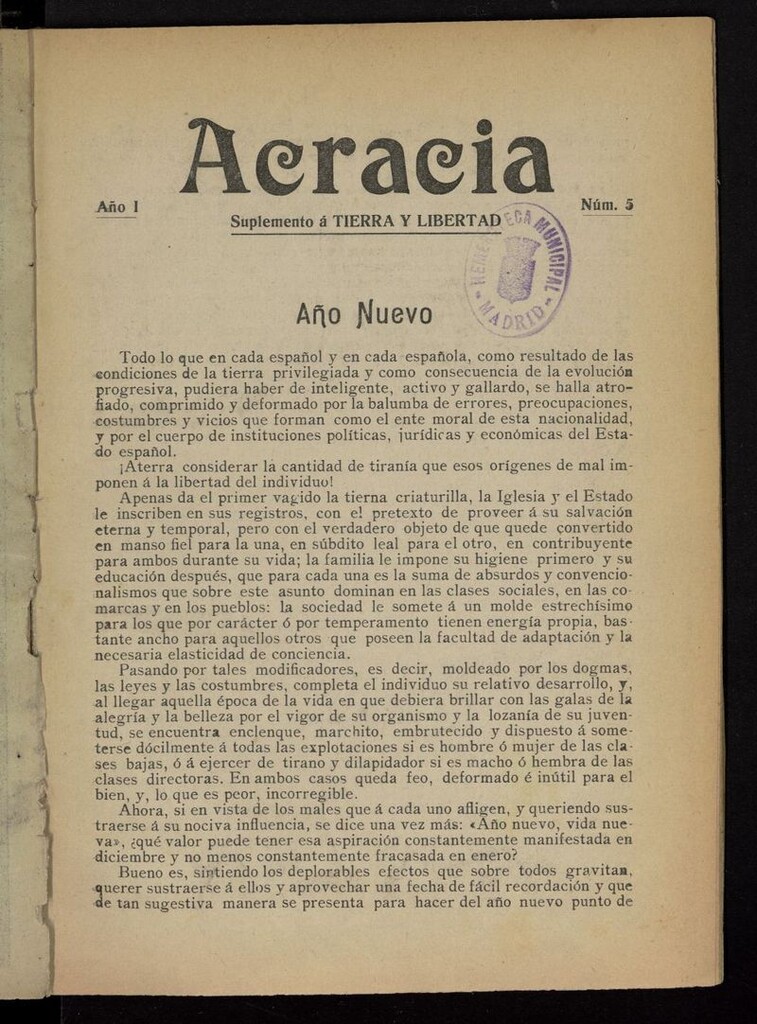 Acracia
Año I
Núm. 5
Suplemento á TIERRA Y LIBERTAD
HEMEROTECA MUNICIPAL
MADRID
Año Nuevo
Todo lo que en cada español y en cada española, como resultado de las
condiciones de la tierra privilegiada y como consecuencia de la evolución
progresiva, pudiera haber de inteligente, activo y gallardo, se halla atro-
fiado, comprimido y deformado por la balumba de errores, preocupaciones,
costumbres y vicios que forman como el ente moral de esta nacionalidad,
y por el cuerpo de instituciones políticas, jurídicas y económicas del Esta-
do español.
¡Aterra considerar la cantidad de tiranía que esos orígenes de mal im-
ponen á la libertad del individuo!
Apenas da el primer vagido la tierna criaturilla, la Iglesia y el Estado
le inscriben en sus registros, con el pretexto de proveer á su salvación
eterna y temporal, pero con el verdadero objeto de que quede convertido
en manso fiel para la una, en súbdito leal para el otro, en contribuyente
para ambos durante su vida; la familia le impone su higiene primero y su
educación después, que para cada una es la suma de absurdos y convencio-
nalismos que sobre este asunto dominan en las clases sociales, en las co-
marcas y en los pueblos: la sociedad le somete á un molde estrechísimo
para los que por carácter ó por temperamento tienen energía propia, bas-
tante ancho para aquellos otros que poseen la facultad de adaptación y la
necesaria elasticidad de conciencia.
Pasando por tales modificadores, es decir, moldeado por los dogmas,
las leyes y las costumbres, completa el individuo su relativo desarrollo, y,
al llegar aquella época de la vida en que debiera brillar con las galas de la
alegría y la belleza por el vigor de su organismo y la lozanía de su juven-
tud, se encuentra enclenque, marchito, embrutecido y dispuesto á some-
terse dócilmente á todas las explotaciones si es hombre ó mujer de las cla-
ses bajas, ó á ejercer de tirano y dilapidador si es macho ó hembra de las
clases directoras. En ambos casos queda feo, deformado é inútil para el
bien, y, lo que es peor, incorregible.
Ahora, si en vista de los males que á cada uno afligen, y queriendo sus-
traerse á su nociva influencia, se dice una vez más: «Año nuevo, vida nue-
va», ¿qué valor puede tener esa aspiración constantemente manifestada en
diciembre y no menos constantemente fracasada en enero?
Bueno es, sintiendo los deplorables efectos que sobre todos gravitan,
querer sustraerse á ellos y aprovechar una fecha de fácil recordación y que
de tan sugestiva manera se presenta para hacer del año nuevo punto de